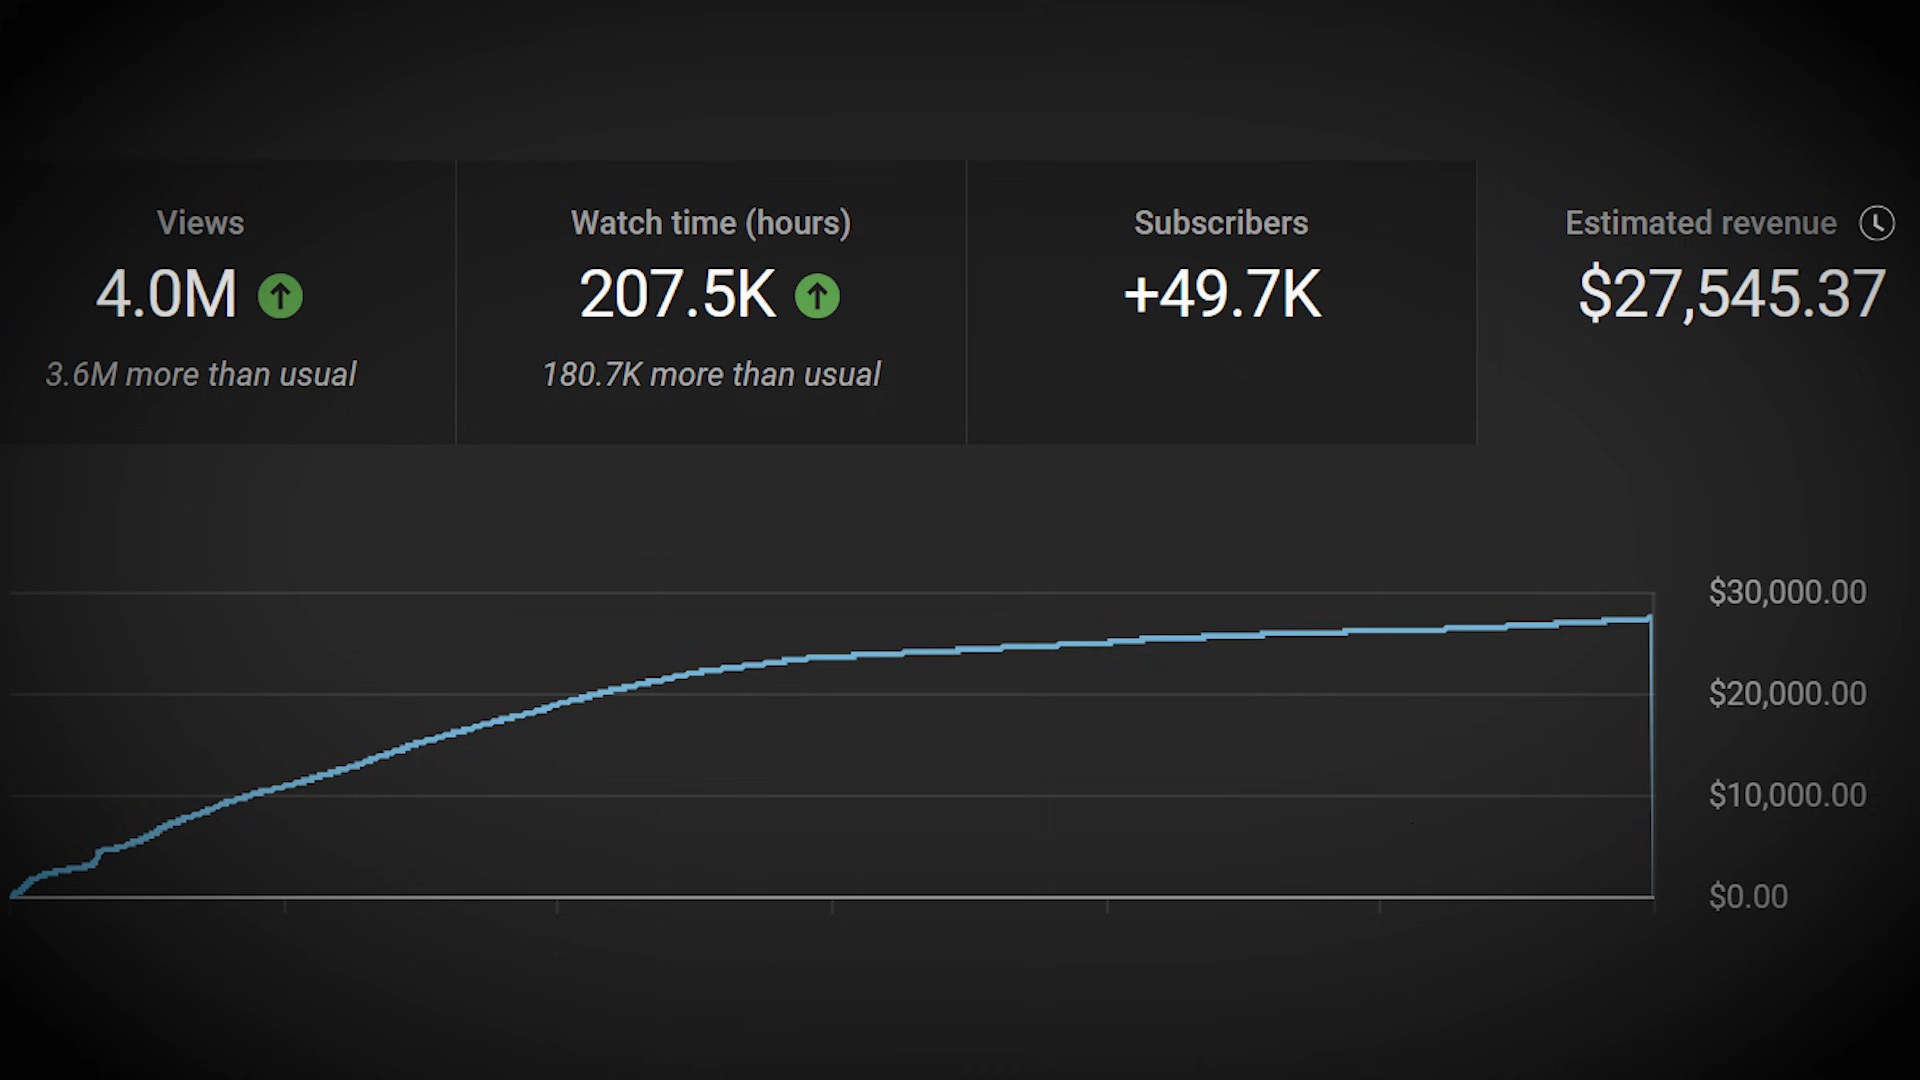 Views
4.0M
3.6M more than usual
Watch time (hours)
207.5K
180.7K more than usual
Subscribers
+49.7K
Estimated revenue
$27,545.37
$30,000.00
$20,000.00
$10,000.00
$0.00